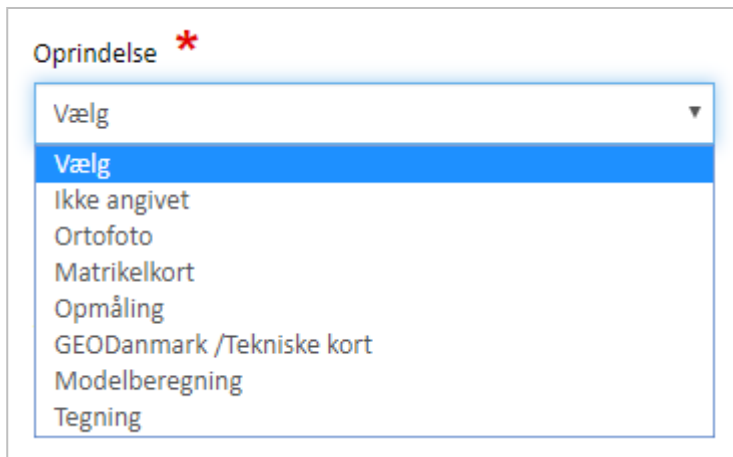 Oprindelse *
Vælg
Vælg
Ikke angivet
Ortofoto
Matrikelkort
Opmåling
GEODanmark /Tekniske kort
Modelberegning
Tegning